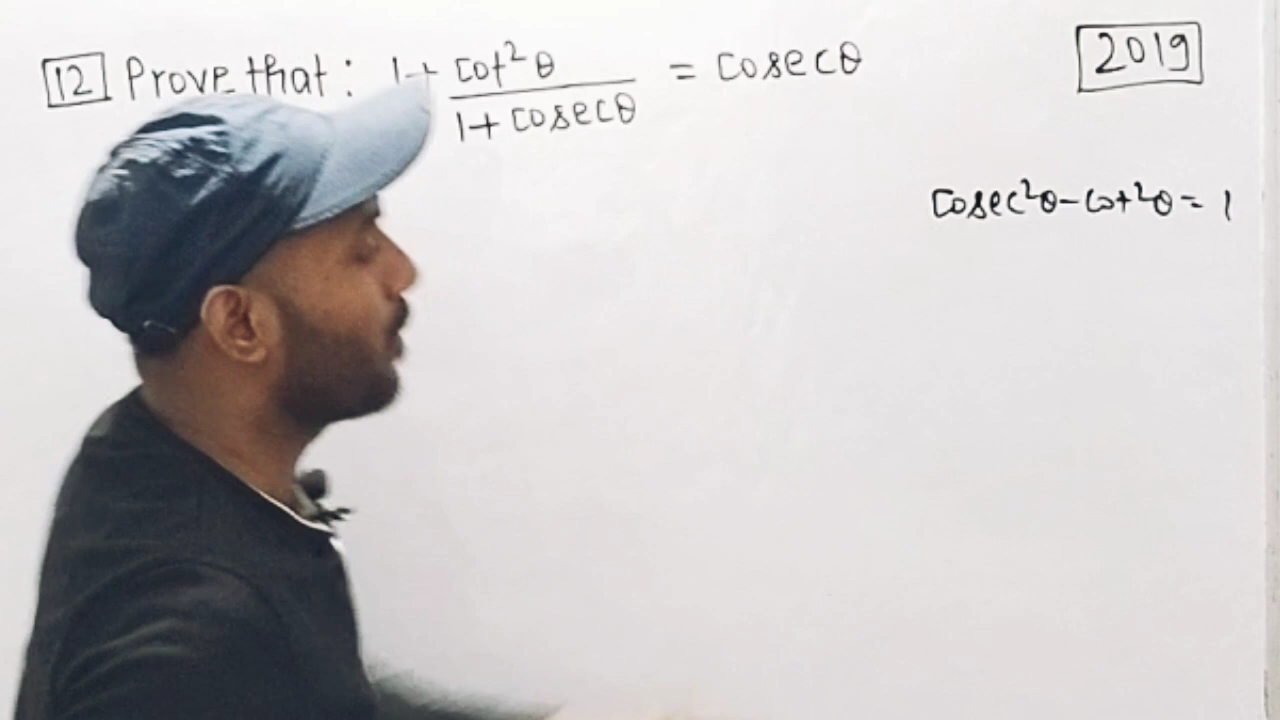 12 Prove that : 1 + cot²θ / 1 + cosecθ = cosecθ
2019
cosec²θ - cot²θ = 1